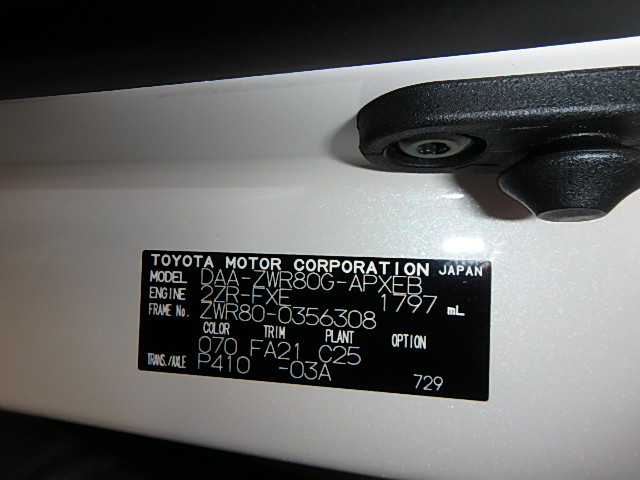 TOYOTA MOTOR CORPORATION JAPAN
MODEL DAA-ZWR80G-APXEB
ENGINE 2ZR-FXE 1797 mL
FRAME No. ZWR80-0356308
COLOR TRIM PLANT OPTION
070 FA21 C25
TRANS./AXLE P410 -03A
729